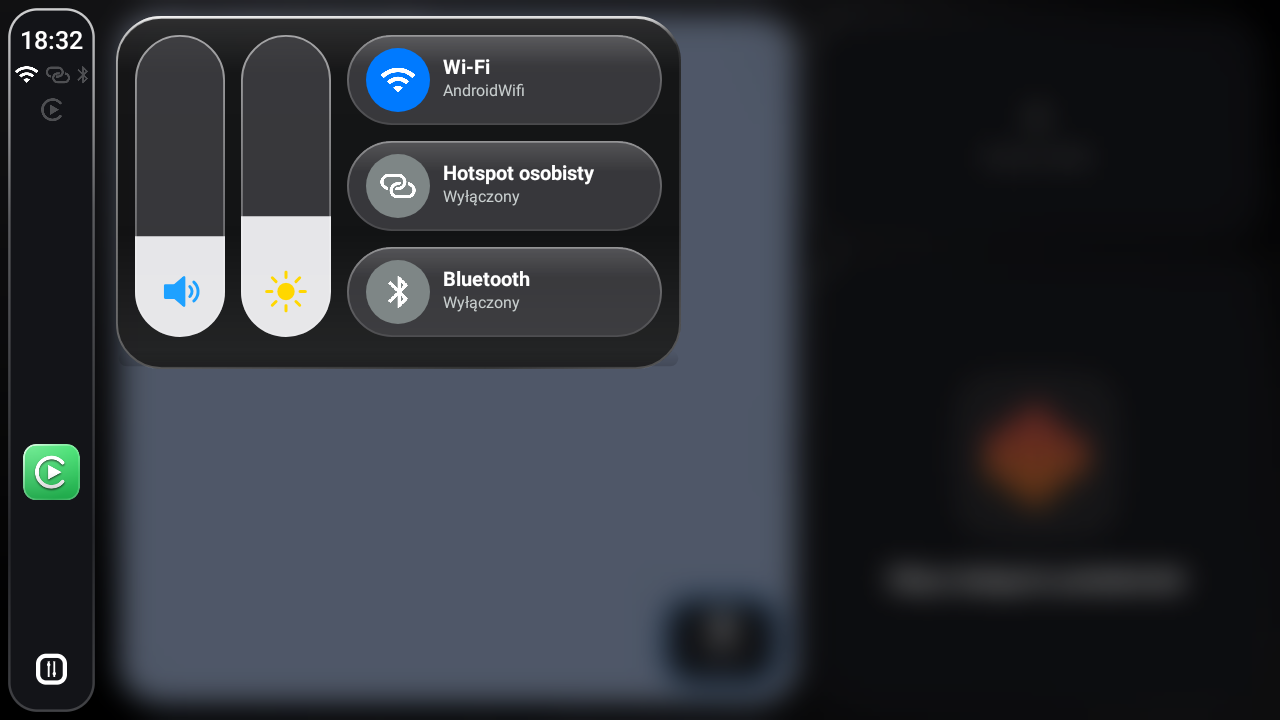 18:32
Wi-Fi
AndroidWifi
Hotspot osobisty
Wyłączony
Bluetooth
Wyłączony